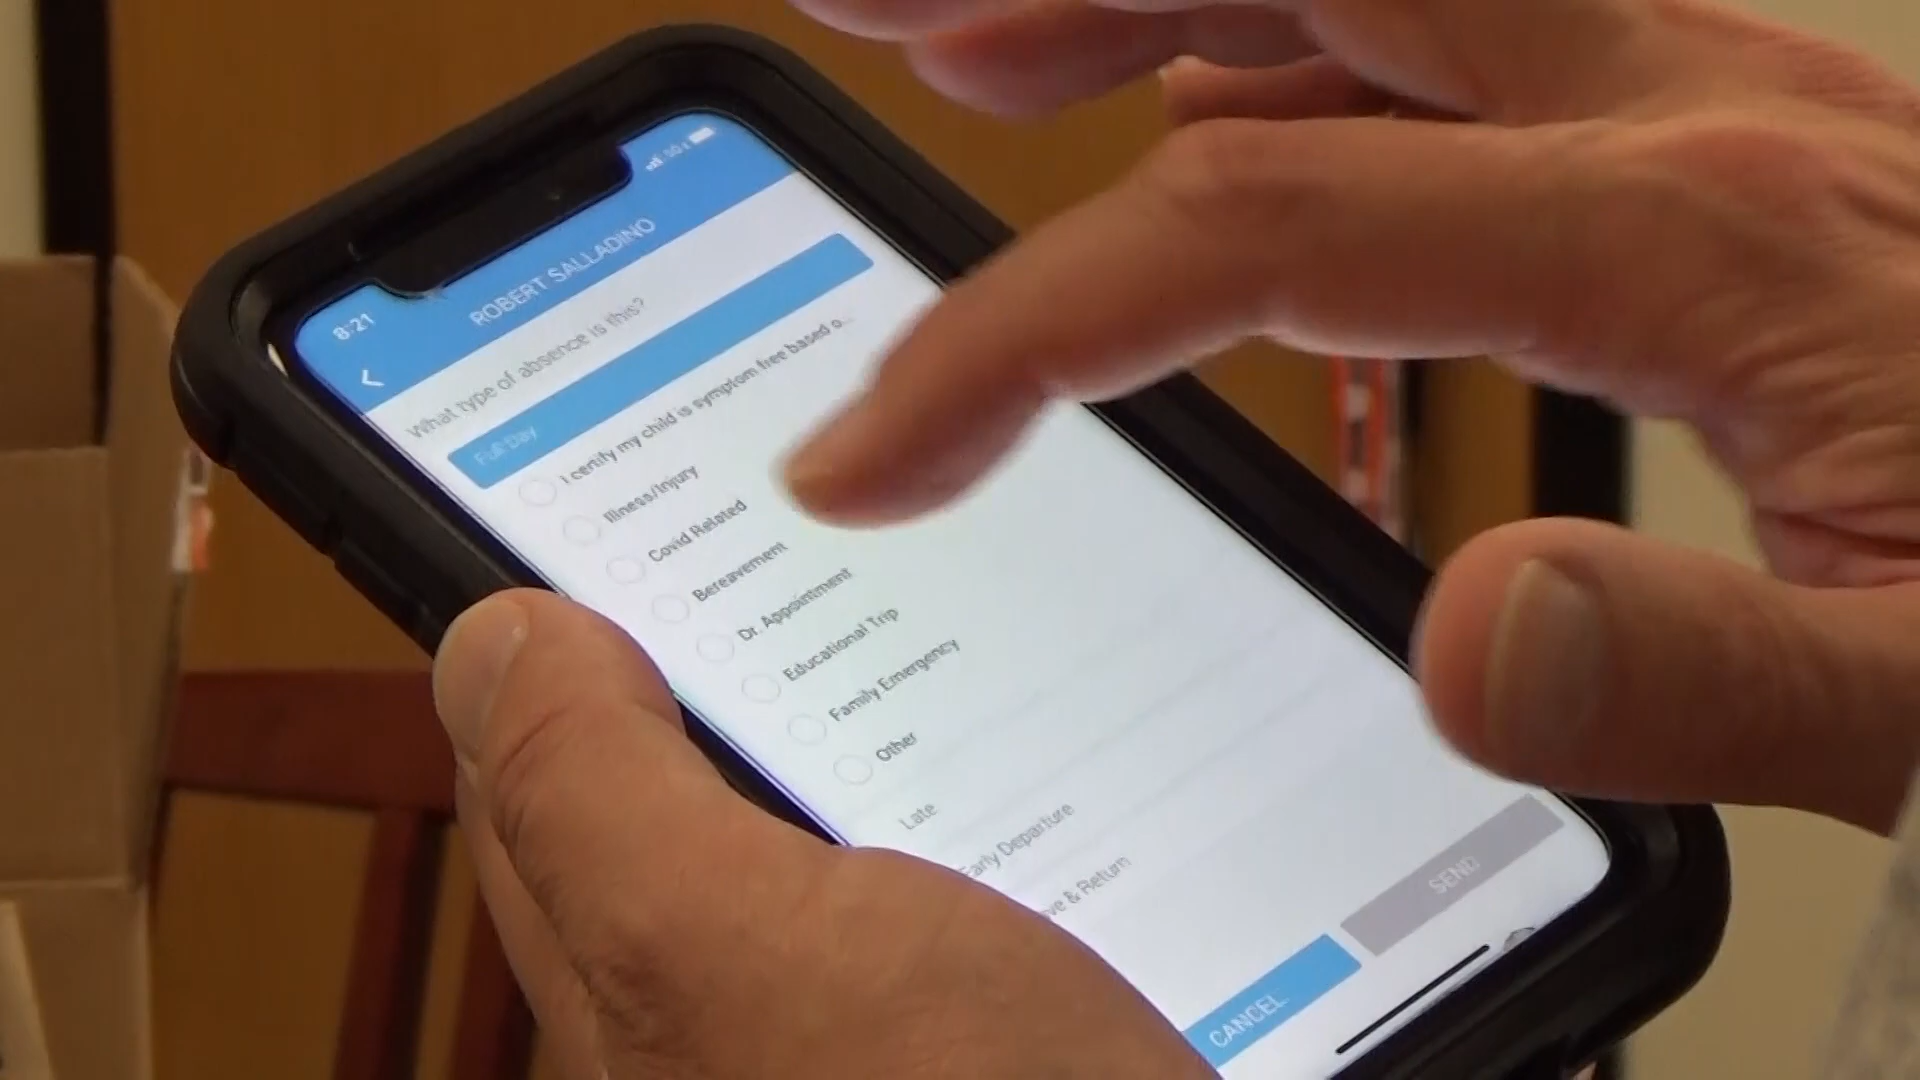 8:21
ROBERT SALLADINO
What type of absence is this?
Full Day
I certify my child is symptom free based o...
Illness/Injury
Covid Related
Bereavement
Dr. Appointment
Educational Trip
Family Emergency
Other
Late
Early Departure
& Return
SEND
CANCEL